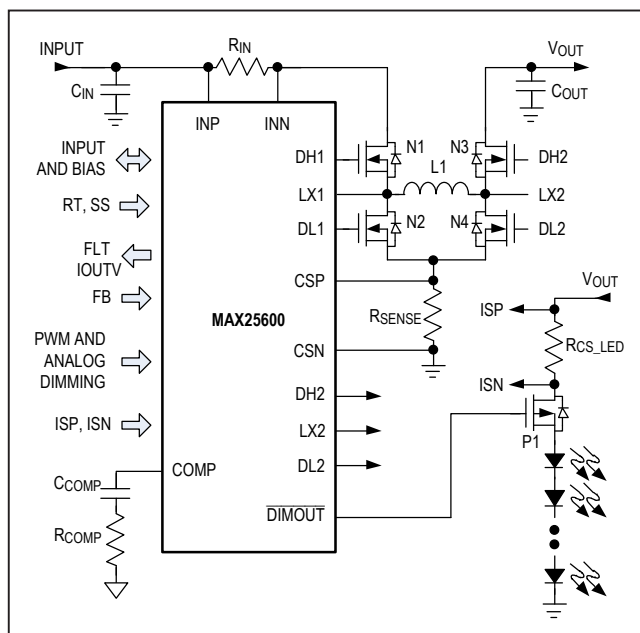 INPUT
RIN
VOUT
CIN
COUT
INP
INN
INPUT
AND BIAS
DH1
N1
N3
DH2
L1
RT, SS
LX1
LX2
DL1
N2
N4
DL2
FLT
IOUTV
CSP
FB
MAX25600
RSENSE
VOUT
ISP
PWM AND
ANALOG
DIMMING
CSN
RCS_LED
ISN
DH2
ISP, ISN
LX2
P1
COMP
DL2
CCOMP
DIMOUT
RCOMP